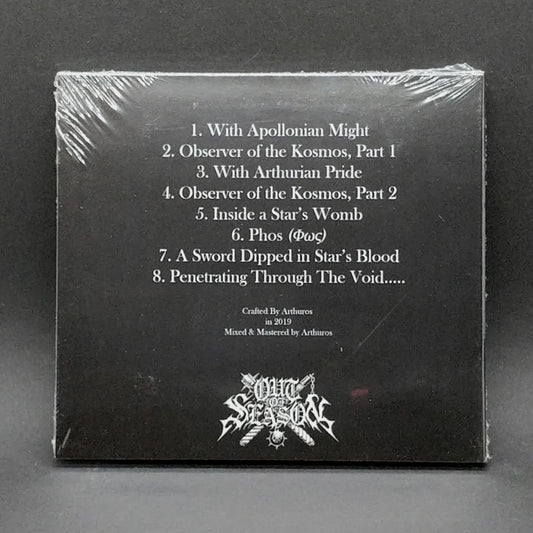 1. With Apollonian Might
2. Observer of the Kosmos, Part 1
3. With Arthurian Pride
4. Observer of the Kosmos, Part 2
5. Inside a Star's Womb
6. Phos (Φως)
7. A Sword Dipped in Star's Blood
8. Penetrating Through The Void.....
Crafted By Arthuros
in 2019
Mixed & Mastered by Arthuros
OUT
OF
SEASON